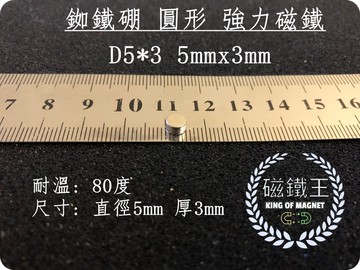 釹鐵硼 圓形 強力磁鐵
D5*3 5mmx3mm
7 8 9 10 11 12 13 14 15 16 17 18
耐溫: 80度
尺寸: 直徑5mm 厚3mm
磁鐵王
KING OF MAGNET